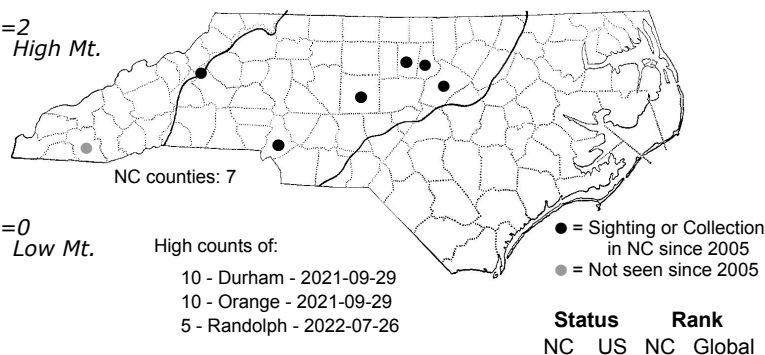 =2
High Mt.
NC counties: 7
=0
Low Mt.
High counts of:
10 - Durham - 2021-09-29
10 - Orange - 2021-09-29
5 - Randolph - 2022-07-26
● = Sighting or Collection
in NC since 2005
● = Not seen since 2005
Status Rank
NC US NC Global